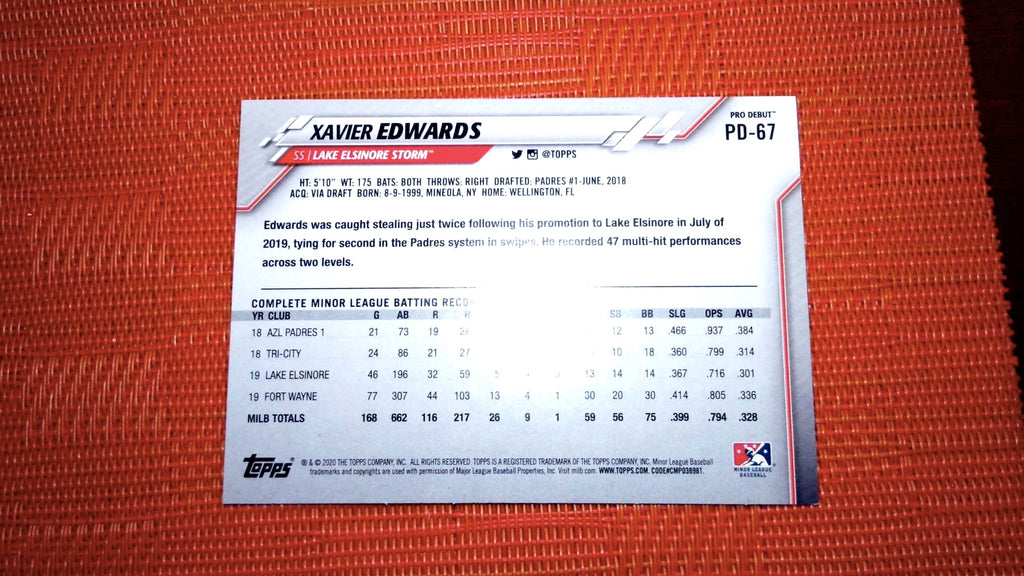 PRO DEBUT™
PD-67
XAVIER EDWARDS
SS | LAKE ELSINORE STORM™
@TOPPS
HT: 5'10" WT: 175 BATS: BOTH THROWS: RIGHT DRAFTED: PADRES #1-JUNE, 2018
ACQ: VIA DRAFT BORN: 8-9-1999, MINEOLA, NY HOME: WELLINGTON, FL
Edwards was caught stealing just twice following his promotion to Lake Elsinore in July of
2019, tying for second in the Padres system in swipes. He recorded 47 multi-hit performances
across two levels.
COMPLETE MINOR LEAGUE BATTING
YR CLUB G AB R H SB BB SLG OPS AVG
18 AZL PADRES 1 21 73 19 28 12 13 .466 .937 .384
18 TRI-CITY 24 86 21 27 10 18 .360 .799 .314
19 LAKE ELSINORE 46 196 32 59 5 4 0 13 14 14 .367 .716 .301
19 FORT WAYNE 77 307 44 103 13 4 1 30 20 30 .414 .805 .336
MILB TOTALS 168 662 116 217 26 9 1 59 56 75 .399 .794 .328
Topps
® & © 2020 THE TOPPS COMPANY, INC. ALL RIGHTS RESERVED. TOPPS IS A REGISTERED TRADEMARK OF THE TOPPS COMPANY, INC. Minor League Baseball
trademarks and copyrights are used with permission of Major League Baseball Properties, Inc. Visit milb.com. WWW.TOPPS.COM. CODE#CMP038981.
MINOR LEAGUE
BASEBALL